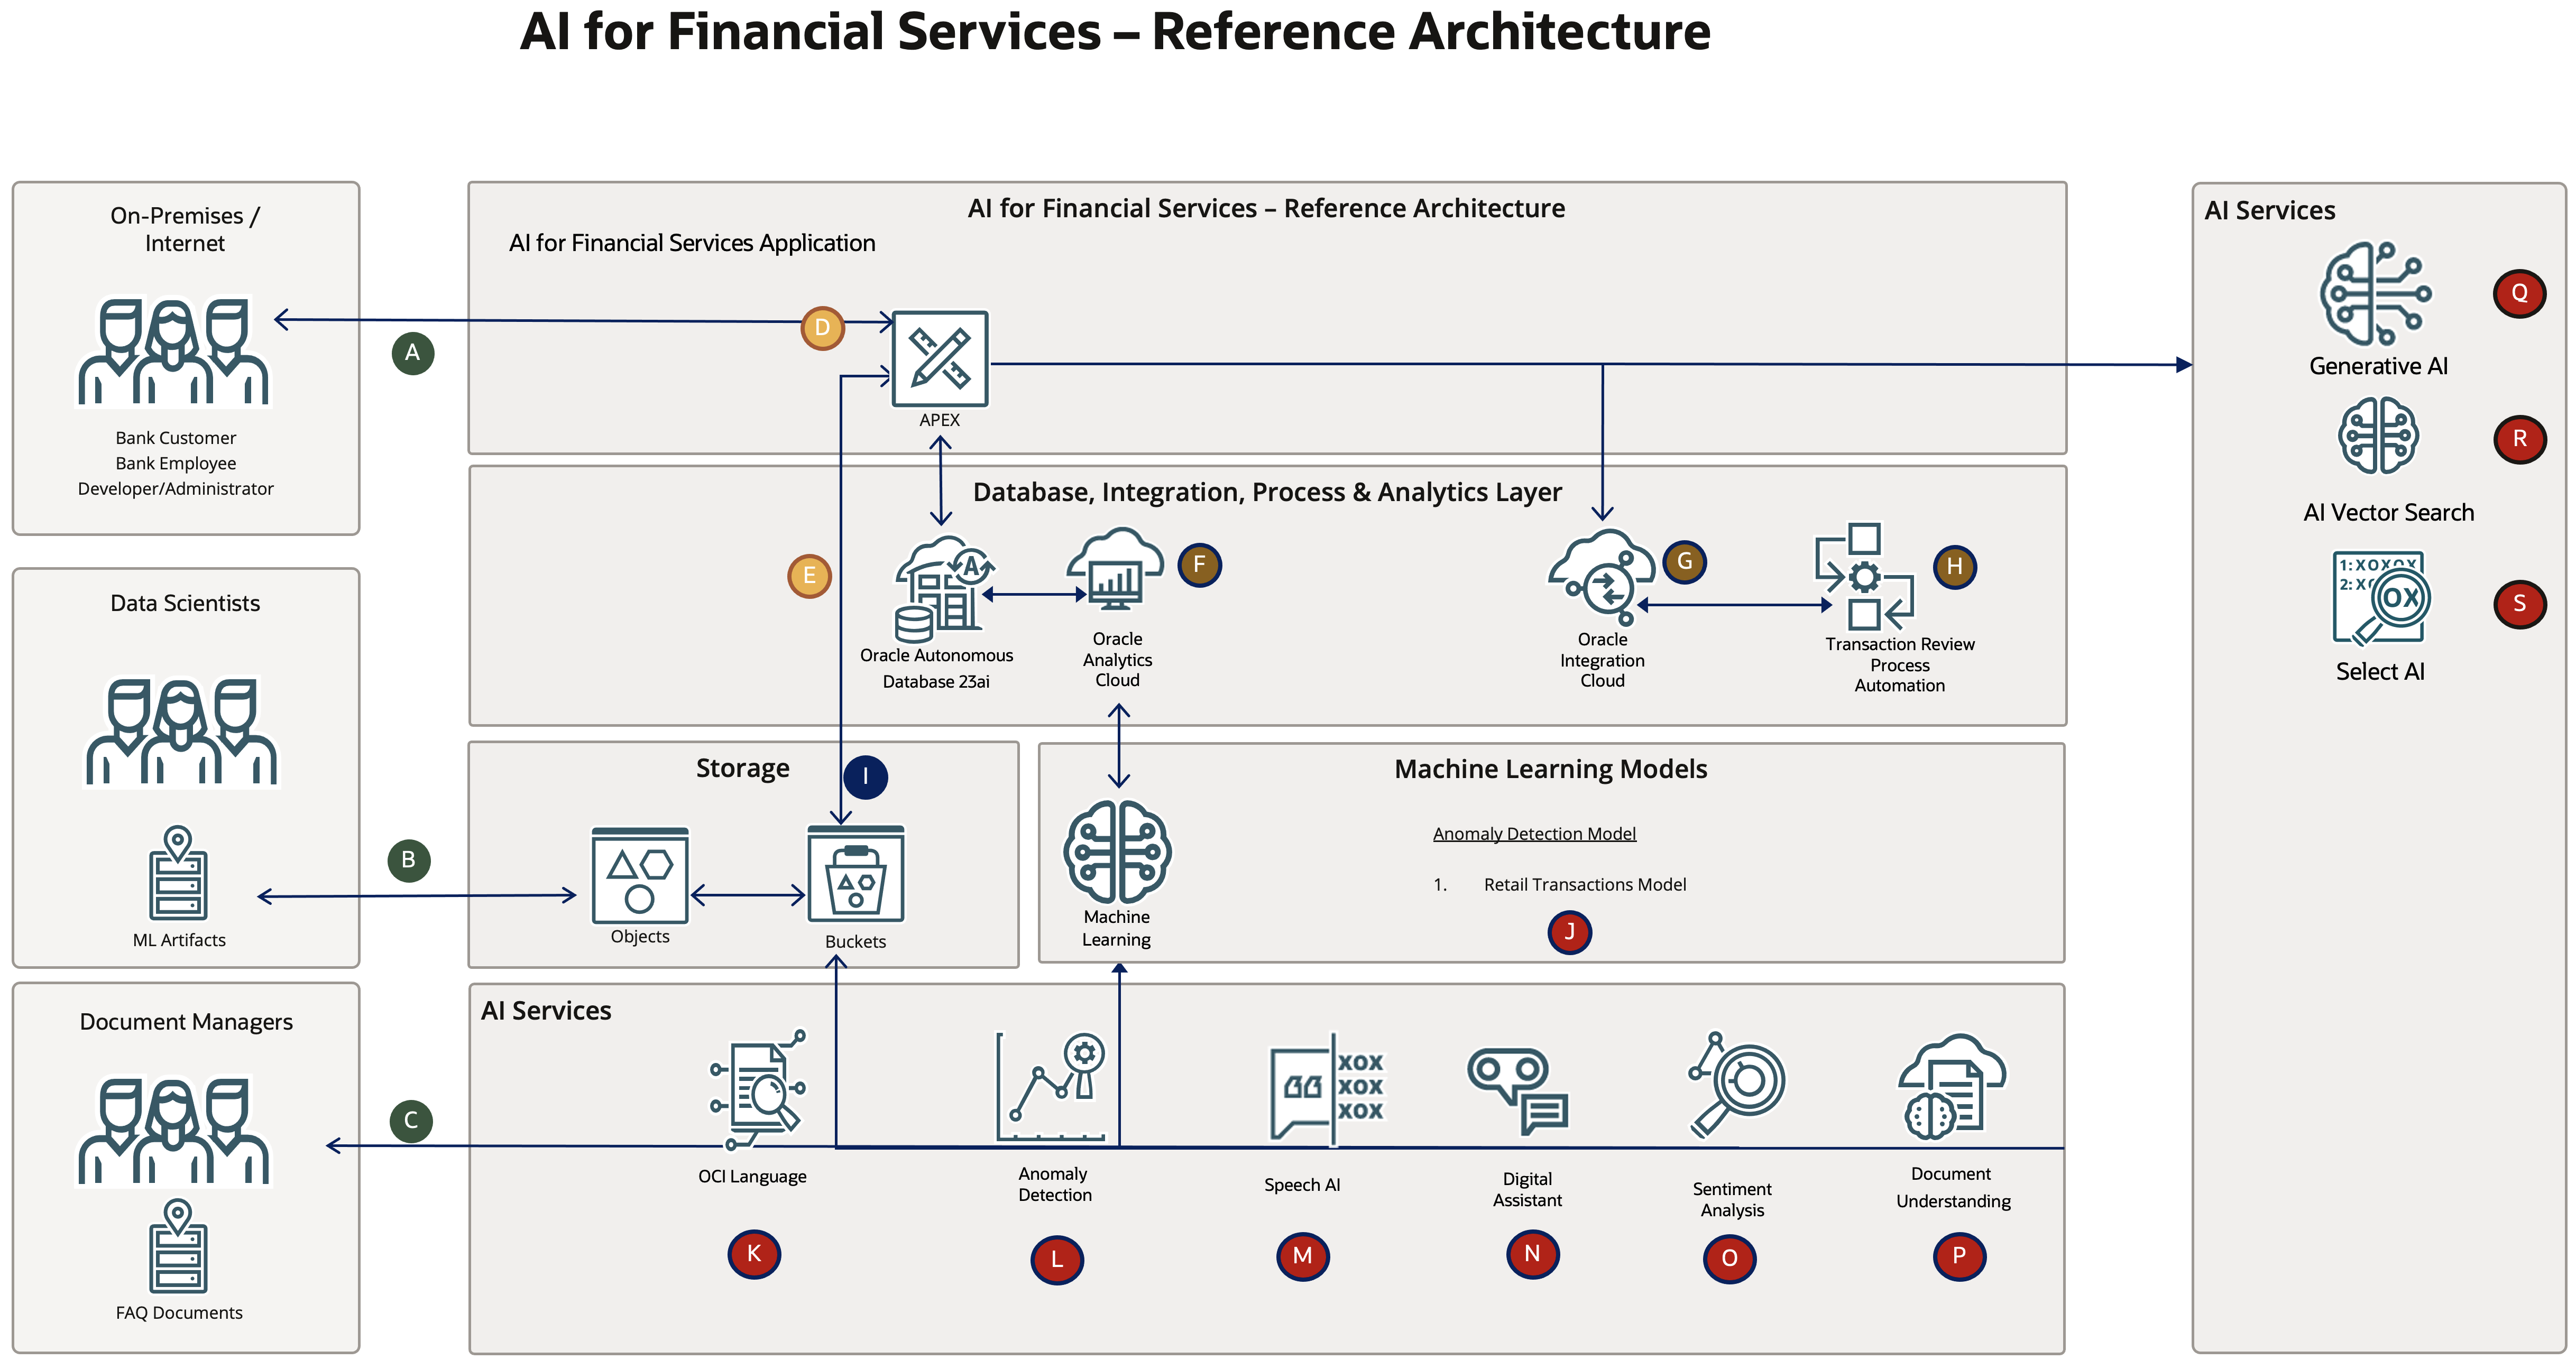 AI for Financial Services – Reference Architecture
On-Premises /
Internet
Bank Customer
Bank Employee
Developer/Administrator
A
Data Scientists
ML Artifacts
B
Document Managers
FAQ Documents
C
AI for Financial Services – Reference Architecture
AI for Financial Services Application
D
APEX
Database, Integration, Process & Analytics Layer
E
A
Oracle Autonomous
Database 23ai
Oracle
Analytics
Cloud
F
Oracle
Integration
Cloud
G
Transaction Review
Process
Automation
H
Storage
I
Objects
Buckets
Machine Learning Models
Machine
Learning
Anomaly Detection Model
1. Retail Transactions Model
J
AI Services
OCI Language
K
Anomaly
Detection
L
XOX
XOX
XOX
Speech AI
M
Digital
Assistant
N
Sentiment
Analysis
O
Document
Understanding
P
AI Services
Generative AI
Q
AI Vector Search
R
1:XOXOX
2:X
OX
Select AI
S